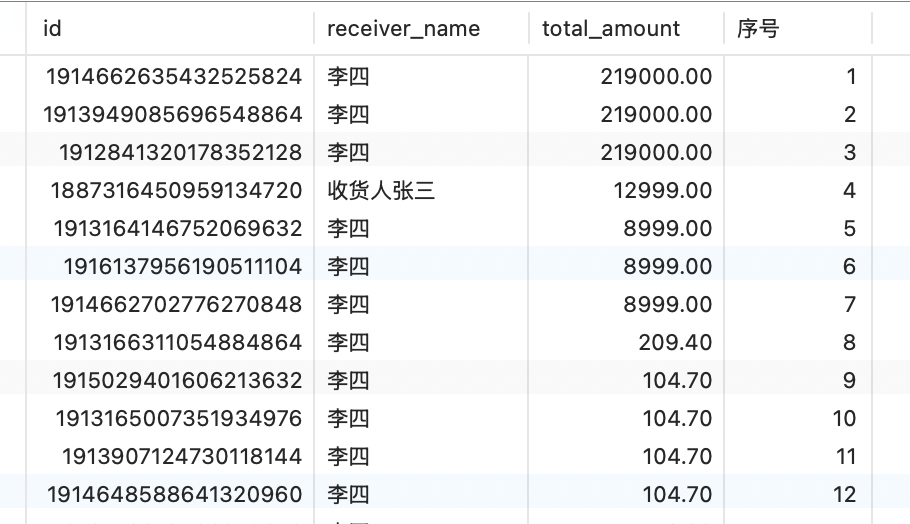 id receiver_name total_amount 序号
1914662635432525824 李四 219000.00 1
1913949085696548864 李四 219000.00 2
1912841320178352128 李四 219000.00 3
1887316450959134720 收货人张三 12999.00 4
1913164146752069632 李四 8999.00 5
1916137956190511104 李四 8999.00 6
1914662702776270848 李四 8999.00 7
1913166311054884864 李四 209.40 8
1915029401606213632 李四 104.70 9
1913165007351934976 李四 104.70 10
1913907124730118144 李四 104.70 11
1914648588641320960 李四 104.70 12